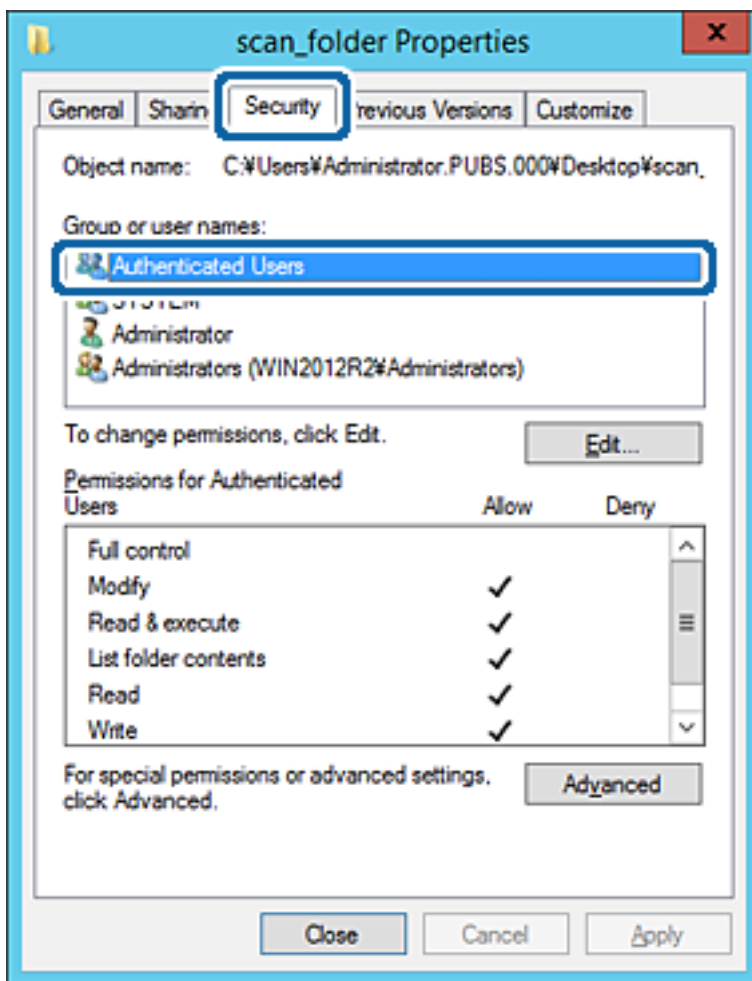 scan_folder Properties
x
General Security Previous Versions Customize
Object name: C:¥Users¥Administrator.PUBS.000¥Desktop¥scan_
Group or user names:
Authenticated Users
SYSTEM
Administrator
Administrators (WIN2012R2¥Administrators)
To change permissions, click Edit.
Edit...
Permissions for Authenticated
Users Allow Deny
Full control
Modify
Read & execute
List folder contents
Read
Write
For special permissions or advanced settings,
click Advanced.
Advanced
Close Cancel Apply